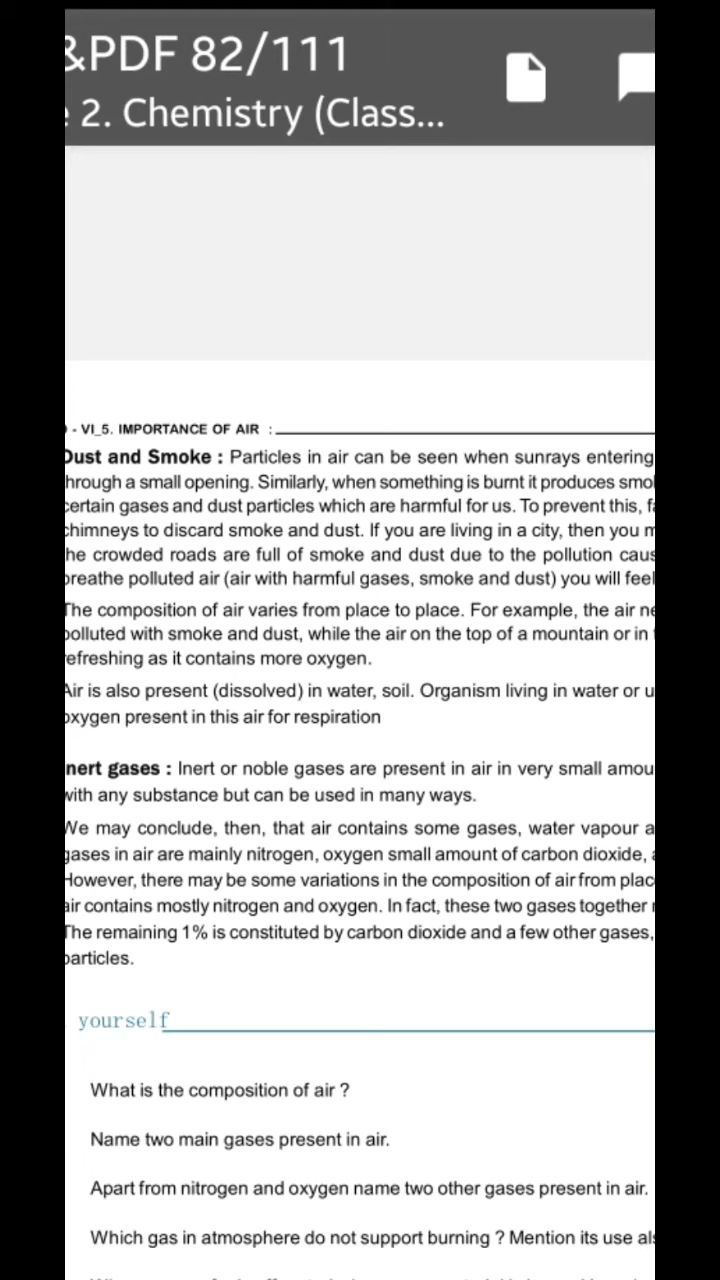 &PDF 82/111
2. Chemistry (Class...
- VI_5. IMPORTANCE OF AIR :
Dust and Smoke : Particles in air can be seen when sunrays entering
through a small opening. Similarly, when something is burnt it produces smo
certain gases and dust particles which are harmful for us. To prevent this, fa
chimneys to discard smoke and dust. If you are living in a city, then you m
he crowded roads are full of smoke and dust due to the pollution caus
breathe polluted air (air with harmful gases, smoke and dust) you will feel
The composition of air varies from place to place. For example, the air ne
polluted with smoke and dust, while the air on the top of a mountain or in
refreshing as it contains more oxygen.
Air is also present (dissolved) in water, soil. Organism living in water or u
oxygen present in this air for respiration
nert gases : Inert or noble gases are present in air in very small amou
with any substance but can be used in many ways.
We may conclude, then, that air contains some gases, water vapour a
gases in air are mainly nitrogen, oxygen small amount of carbon dioxide,
However, there may be some variations in the composition of air from plac
air contains mostly nitrogen and oxygen. In fact, these two gases together
The remaining 1% is constituted by carbon dioxide and a few other gases,
particles.
yourself
What is the composition of air ?
Name two main gases present in air.
Apart from nitrogen and oxygen name two other gases present in air.
Which gas in atmosphere do not support burning ? Mention its use als